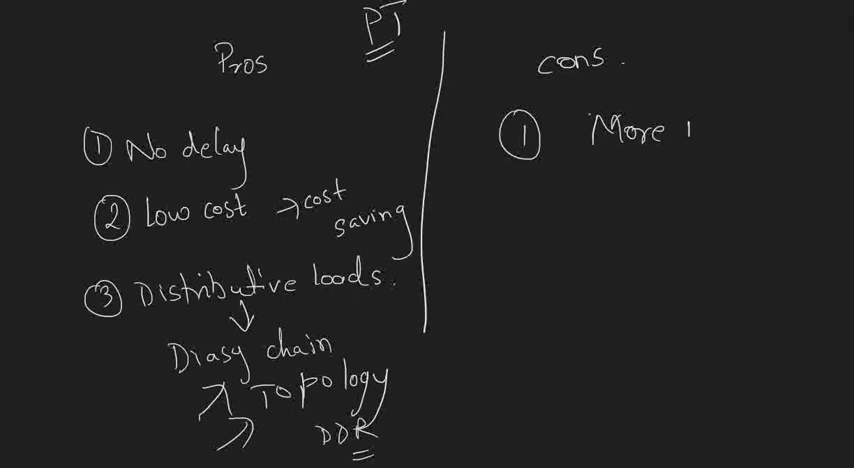 PT
Pros
cons.
① No delay
② Low cost → cost
saving
③ Distributive loads.
↓
Diasy chain
Topology
DDR
① More